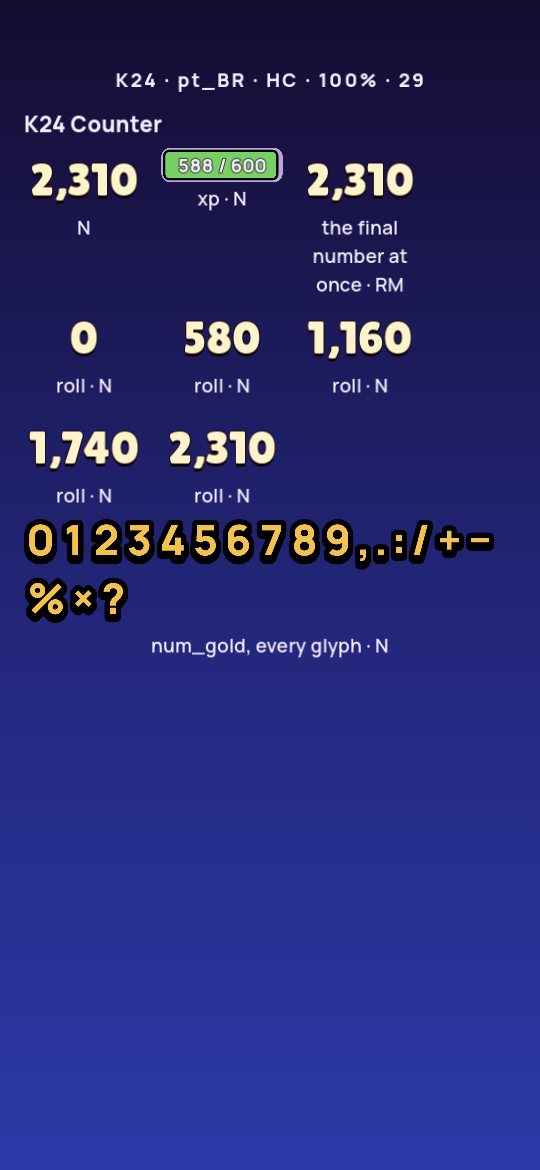 K24 · pt_BR · HC · 100% · 29
K24 Counter
2,310
588 / 600
2,310
N
xp · N
the final
number at
once · RM
0
580
1,160
roll · N
roll · N
roll · N
1,740
2,310
roll · N
roll · N
0123456789,.:/+−
%×?
num_gold, every glyph · N